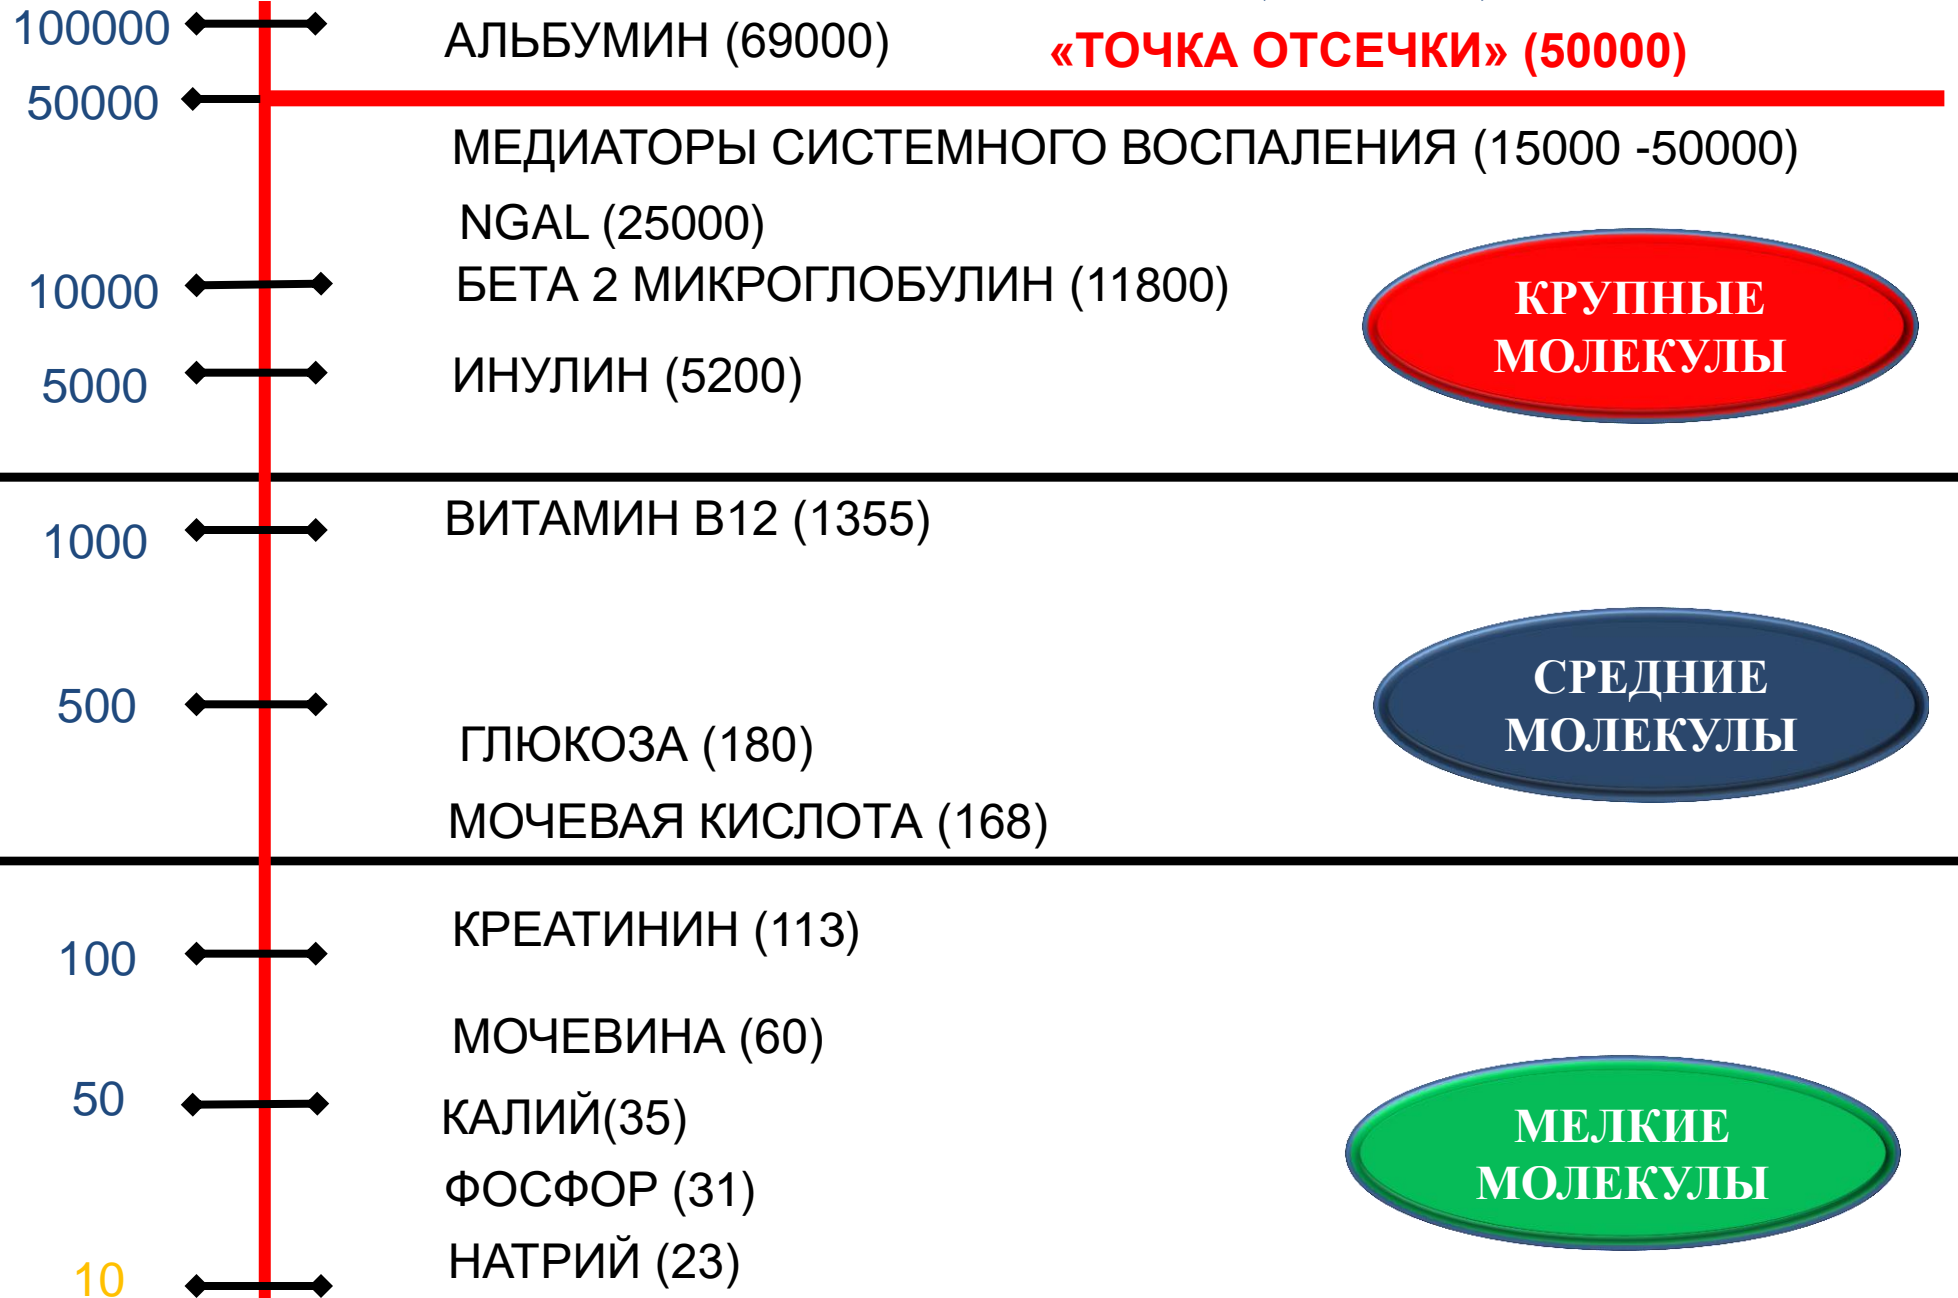 100000
АЛЬБУМИН (69000)
«ТОЧКА ОТСЕЧКИ» (50000)
50000
МЕДИАТОРЫ СИСТЕМНОГО ВОСПАЛЕНИЯ (15000 -50000)
NGAL (25000)
10000
БЕТА 2 МИКРОГЛОБУЛИН (11800)
КРУПНЫЕ
МОЛЕКУЛЫ
5000
ИНУЛИН (5200)
1000
ВИТАМИН В12 (1355)
500
ГЛЮКОЗА (180)
СРЕДНИЕ
МОЛЕКУЛЫ
МОЧЕВАЯ КИСЛОТА (168)
100
КРЕАТИНИН (113)
МОЧЕВИНА (60)
50
КАЛИЙ(35)
МЕЛКИЕ
МОЛЕКУЛЫ
ФОСФОР (31)
НАТРИЙ (23)
10